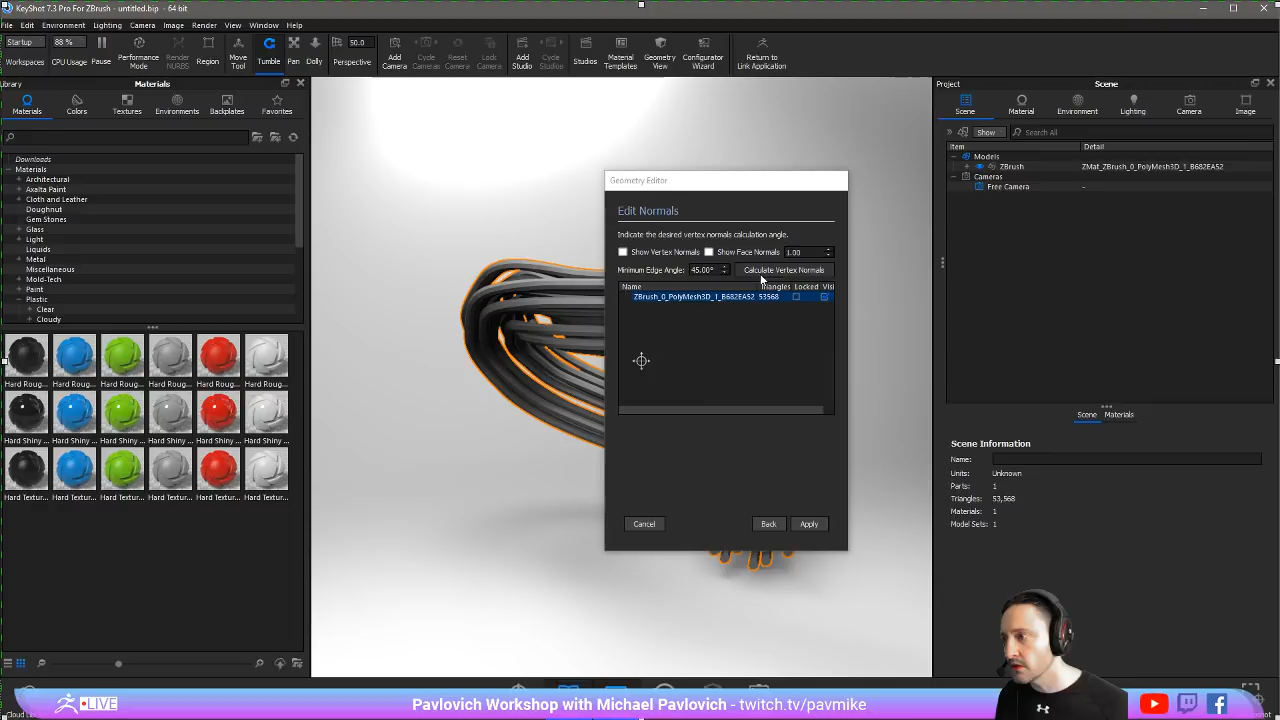 KeyShot 7.3 Pro For ZBrush - untitled.bip - 64 bit
File Edit Environment Lighting Camera Image Render View Window Help
Startup 88 % 50.0
Workspaces CPU Usage Pause Performance Mode Render NURBS Region Move Tool Tumble Pan Dolly Perspective Add Camera Cycle Cameras Reset Camera Lock Camera Add Studio Cycle Studios Studios Material Templates Geometry View Configurator Wizard Return to Link Application
Library Materials
Materials Colors Textures Environments Backplates Favorites
Downloads
Materials
Architectural
Axalta Paint
Cloth and Leather
Doughnut
Gem Stones
Glass
Light
Liquids
Metal
Miscellaneous
Mold-Tech
Paint
Plastic
Clear
Cloudy
Hard Roug... Hard Roug... Hard Roug... Hard Roug... Hard Roug... Hard Roug...
Hard Shiny ... Hard Shiny ... Hard Shiny ... Hard Shiny ... Hard Shiny ... Hard Shiny ...
Hard Textur... Hard Textur... Hard Textur... Hard Textur... Hard Textur... Hard Textur...
Geometry Editor
Edit Normals
Indicate the desired vertex normals calculation angle.
Show Vertex Normals Show Face Normals 1.00
Minimum Edge Angle: 45.00° Calculate Vertex Normals
Name Triangles Locked Visi
ZBrush_0_PolyMesh3D_1_B682EA52 53568
Cancel Back Apply
Project Scene
Scene Material Environment Lighting Camera Image
Show Search All
Item Detail
Models
ZBrush ZMat_ZBrush_0_PolyMesh3D_1_B682EA52
Cameras
Free Camera -
Scene Materials
Scene Information
Name:
Units: Unknown
Parts: 1
Triangles: 53,568
Materials: 1
Model Sets: 1
LIVE Pavlovich Workshop with Michael Pavlovich - twitch.tv/pavmike